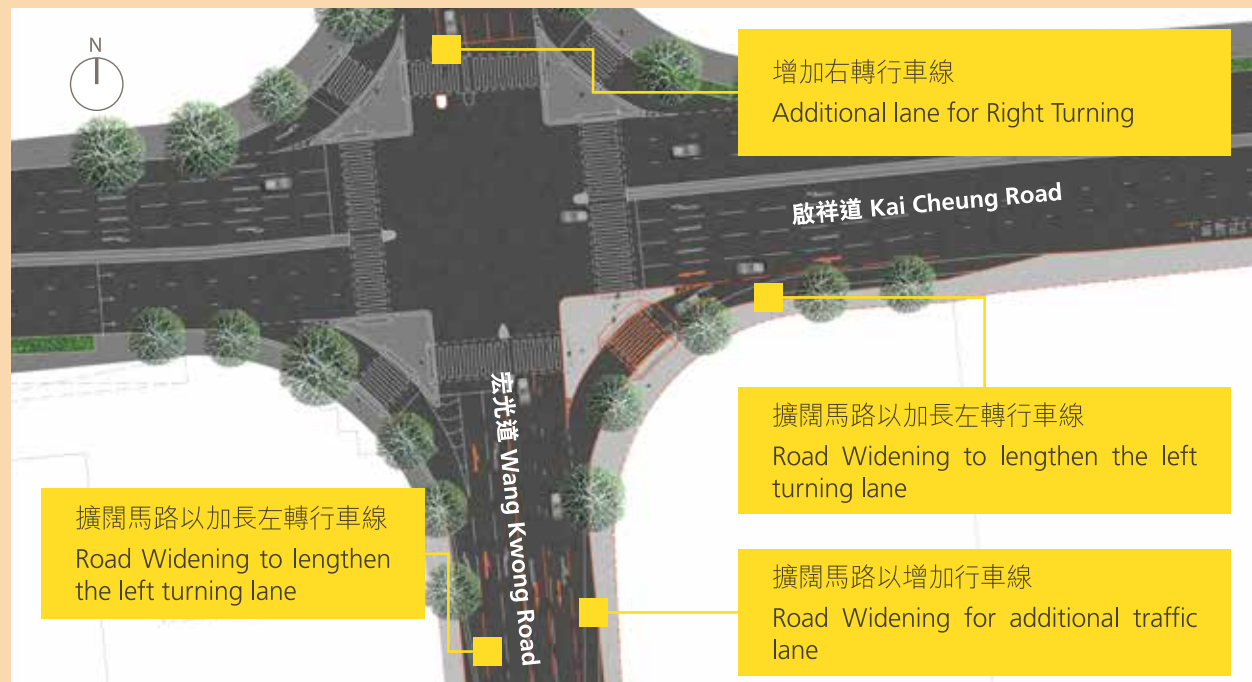 N
增加右轉行車線
Additional lane for Right Turning
啟祥道 Kai Cheung Road
宏光道 Wang Kwong Road
擴闊馬路以加長左轉行車線
Road Widening to lengthen the left
turning lane
擴闊馬路以加長左轉行車線
Road Widening to lengthen
the left turning lane
擴闊馬路以增加行車線
Road Widening for additional traffic
lane